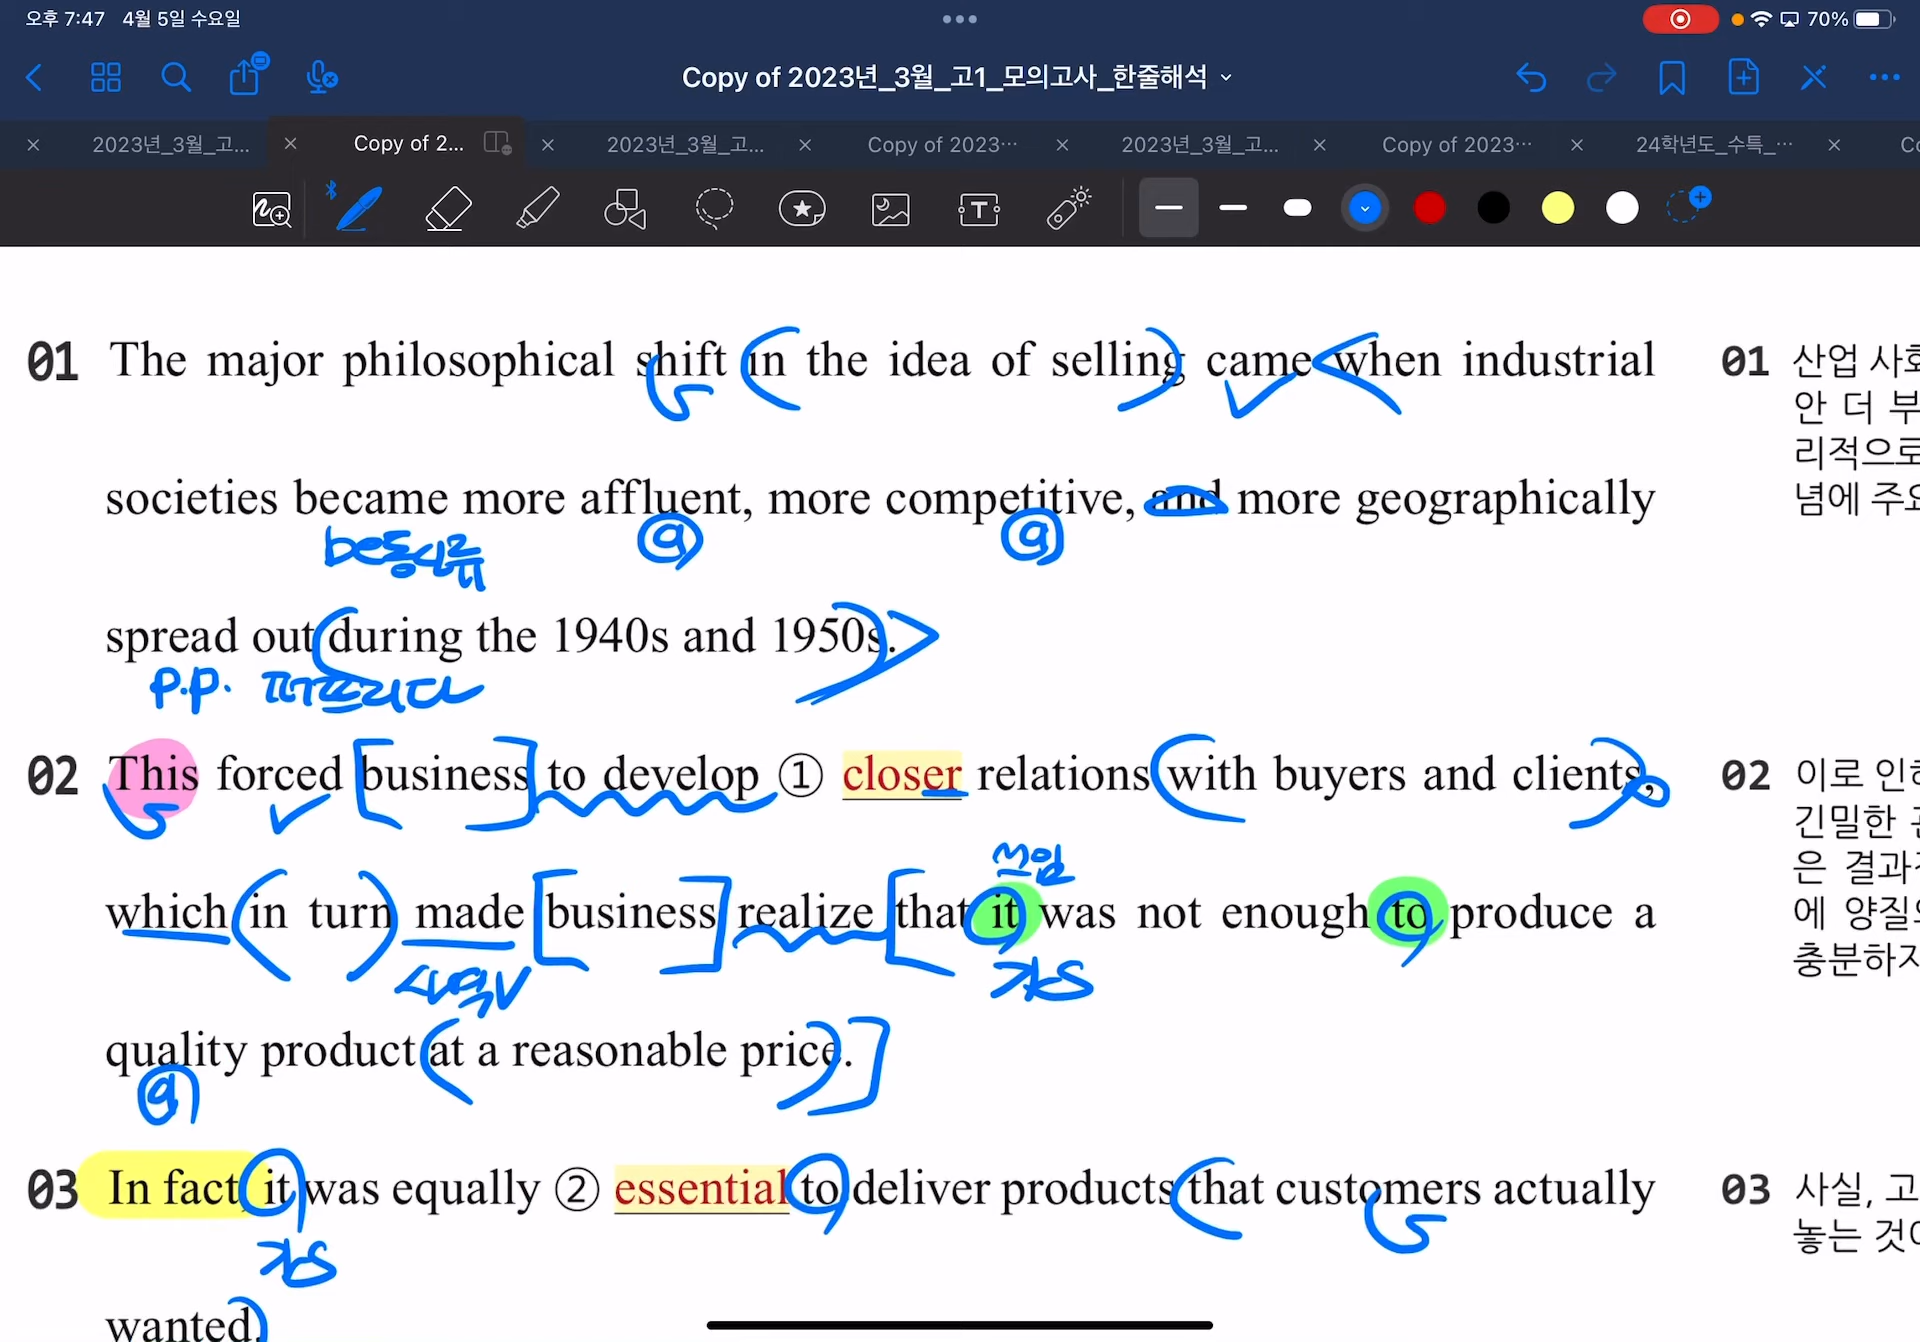 오후 7:47 4월 5일 수요일
70%
Copy of 2023년_3월_고1_모의고사_한줄해석
2023년_3월_고... Copy of 2... 2023년_3월_고... Copy of 2023… 2023년_3월_고... Copy of 2023… 24학년도_수특_…
01 The major philosophical shift in the idea of selling came when industrial
societies became more affluent, more competitive, and more geographically
be동사류 ⓐ ⓐ
spread out during the 1940s and 1950s.
p.p. 퍼뜨리다
02 This forced business to develop ① closer relations with buyers and clients,
which in turn made business realize that it was not enough to produce a
사역V 가S
quality product at a reasonable price.
ⓐ
03 In fact, it was equally ② essential to deliver products that customers actually
가S S
wanted.
01 산업 사회
안 더 부
리적으로
념에 주요
02 이로 인해
긴밀한 관
은 결과적
에 양질의
충분하지
03 사실, 고
놓는 것이